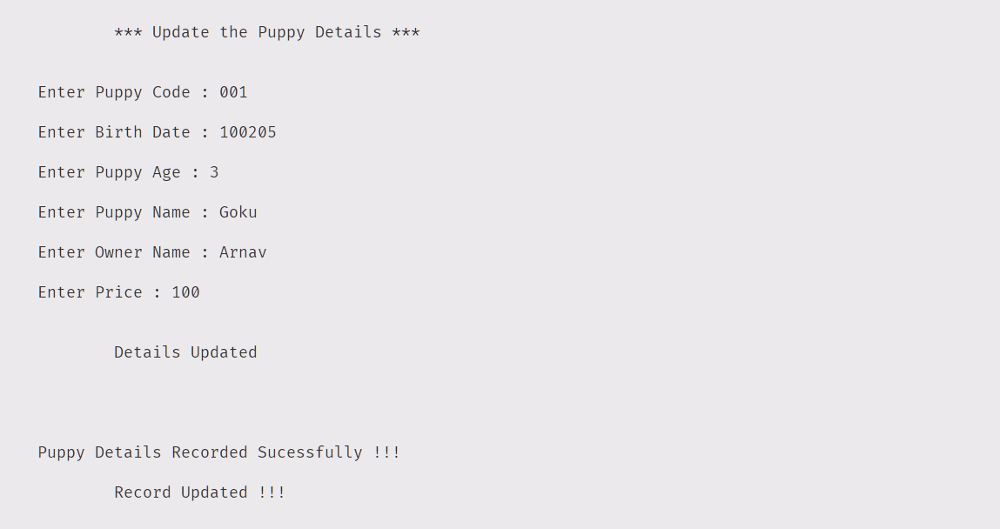 *** Update the Puppy Details ***
Enter Puppy Code : 001
Enter Birth Date : 100205
Enter Puppy Age : 3
Enter Puppy Name : Goku
Enter Owner Name : Arnav
Enter Price : 100
Details Updated
Puppy Details Recorded Sucessfully !!!
Record Updated !!!